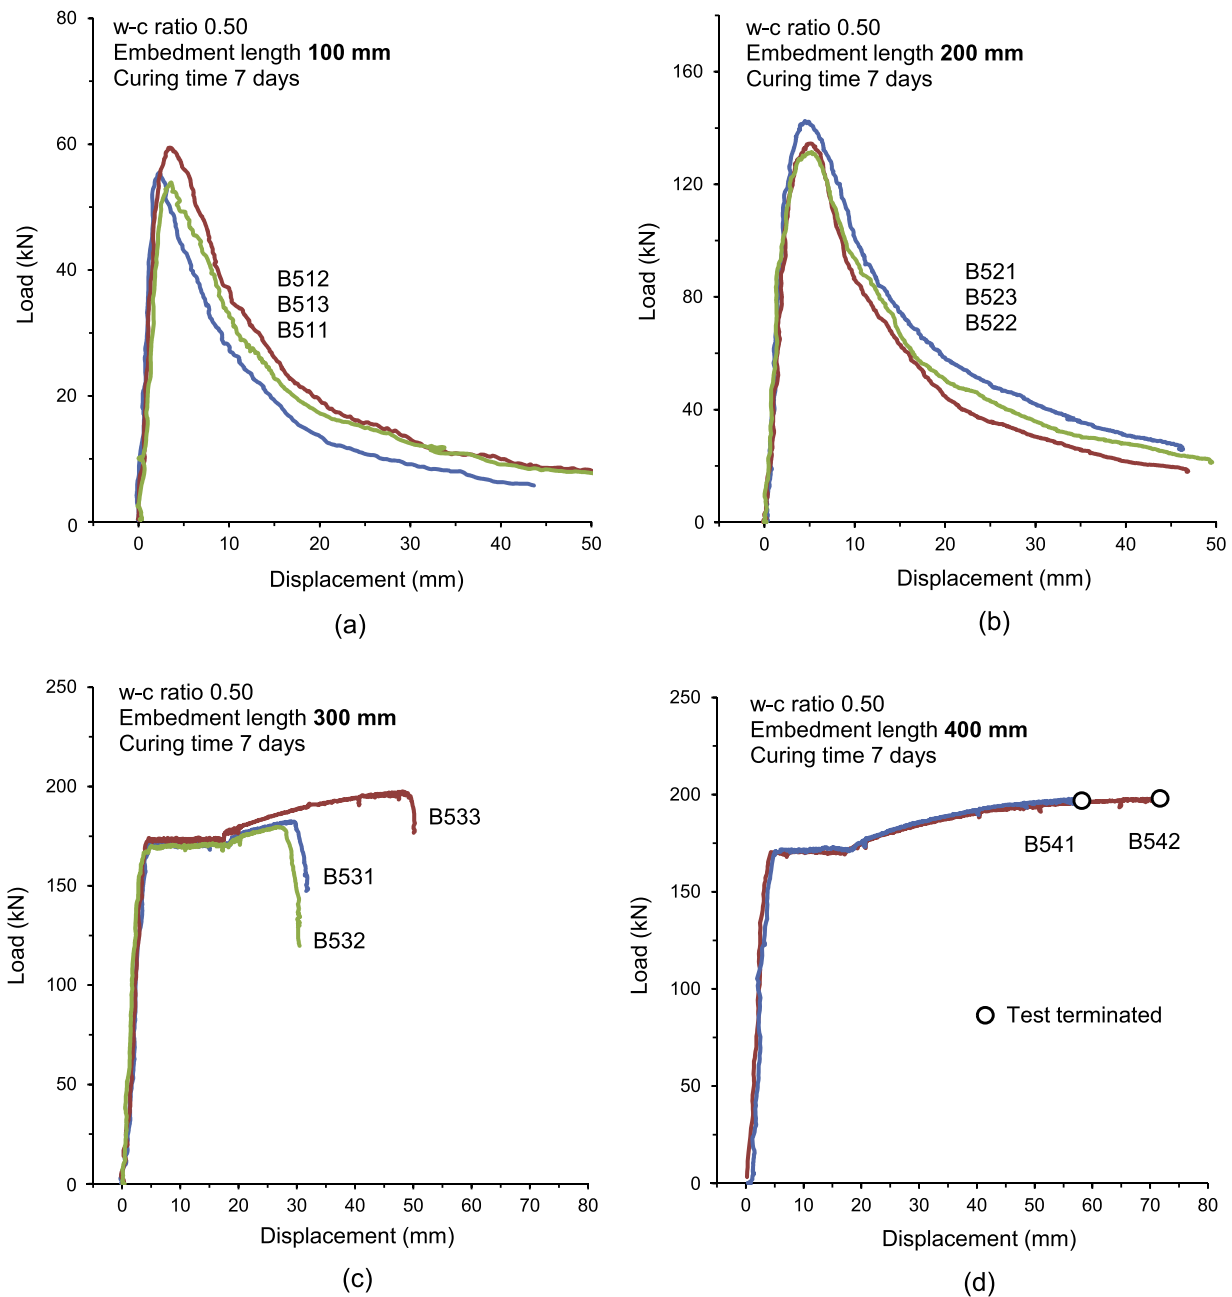 w-c ratio 0.50
Embedment length 100 mm
Curing time 7 days
80
60
40
20
0
Load (kN)
B512
B513
B511
0 10 20 30 40 50
Displacement (mm)
(a)
w-c ratio 0.50
Embedment length 200 mm
Curing time 7 days
160
120
80
40
0
Load (kN)
B521
B523
B522
0 10 20 30 40 50
Displacement (mm)
(b)
w-c ratio 0.50
Embedment length 300 mm
Curing time 7 days
250
200
150
100
50
0
Load (kN)
B533
B531
B532
0 10 20 30 40 50 60 70 80
Displacement (mm)
(c)
w-c ratio 0.50
Embedment length 400 mm
Curing time 7 days
250
200
150
100
50
0
Load (kN)
B541 B542
Test terminated
0 10 20 30 40 50 60 70 80
Displacement (mm)
(d)